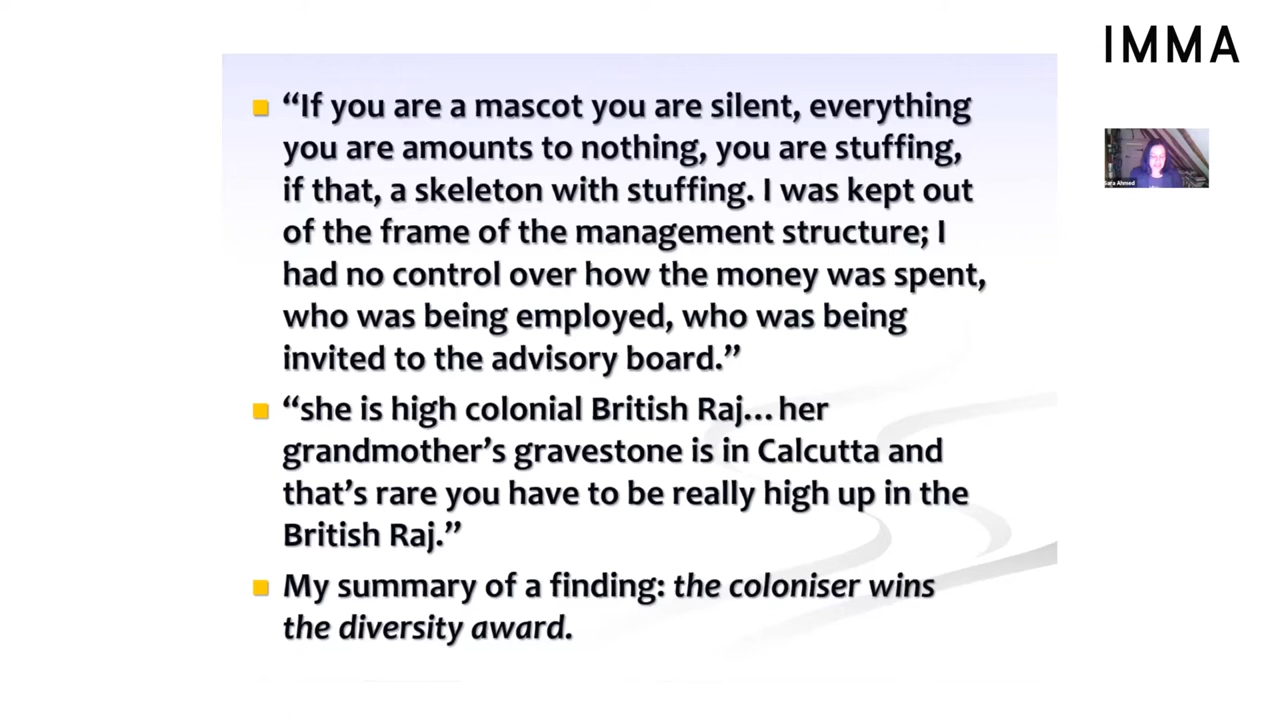 IMMA
“If you are a mascot you are silent, everything
you are amounts to nothing, you are stuffing,
if that, a skeleton with stuffing. I was kept out
of the frame of the management structure; I
had no control over how the money was spent,
who was being employed, who was being
invited to the advisory board.”
“she is high colonial British Raj...her
grandmother’s gravestone is in Calcutta and
that’s rare you have to be really high up in the
British Raj.”
My summary of a finding: the coloniser wins
the diversity award.
Sara Ahmed